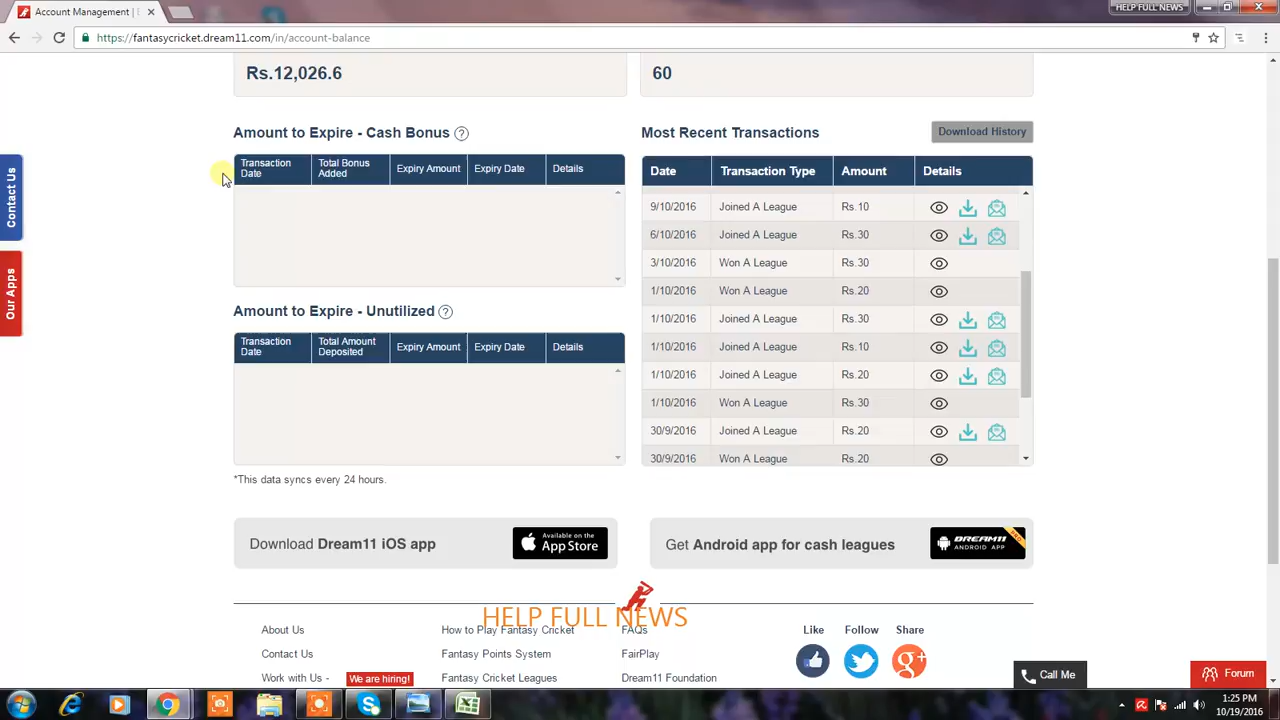 Account Management |
HELP FULL NEWS
https://fantasycricket.dream11.com/in/account-balance
Rs.12,026.6
60
Amount to Expire - Cash Bonus ?
Transaction Date
Total Bonus Added
Expiry Amount
Expiry Date
Details
Amount to Expire - Unutilized ?
Transaction Date
Total Amount Deposited
Expiry Amount
Expiry Date
Details
*This data syncs every 24 hours.
Most Recent Transactions
Download History
Date Transaction Type Amount Details
9/10/2016 Joined A League Rs.10
6/10/2016 Joined A League Rs.30
3/10/2016 Won A League Rs.30
1/10/2016 Won A League Rs.20
1/10/2016 Joined A League Rs.30
1/10/2016 Joined A League Rs.10
1/10/2016 Joined A League Rs.20
1/10/2016 Won A League Rs.30
30/9/2016 Joined A League Rs.20
30/9/2016 Won A League Rs.20
Contact Us
Our Apps
Download Dream11 iOS app
Available on the
App Store
Get Android app for cash leagues
DREAM11
ANDROID APP
HELP FULL NEWS
About Us
Contact Us
Work with Us - We are hiring!
How to Play Fantasy Cricket
Fantasy Points System
Fantasy Cricket Leagues
FAQs
FairPlay
Dream11 Foundation
Like Follow Share
Call Me
Forum
1:25 PM
10/19/2016